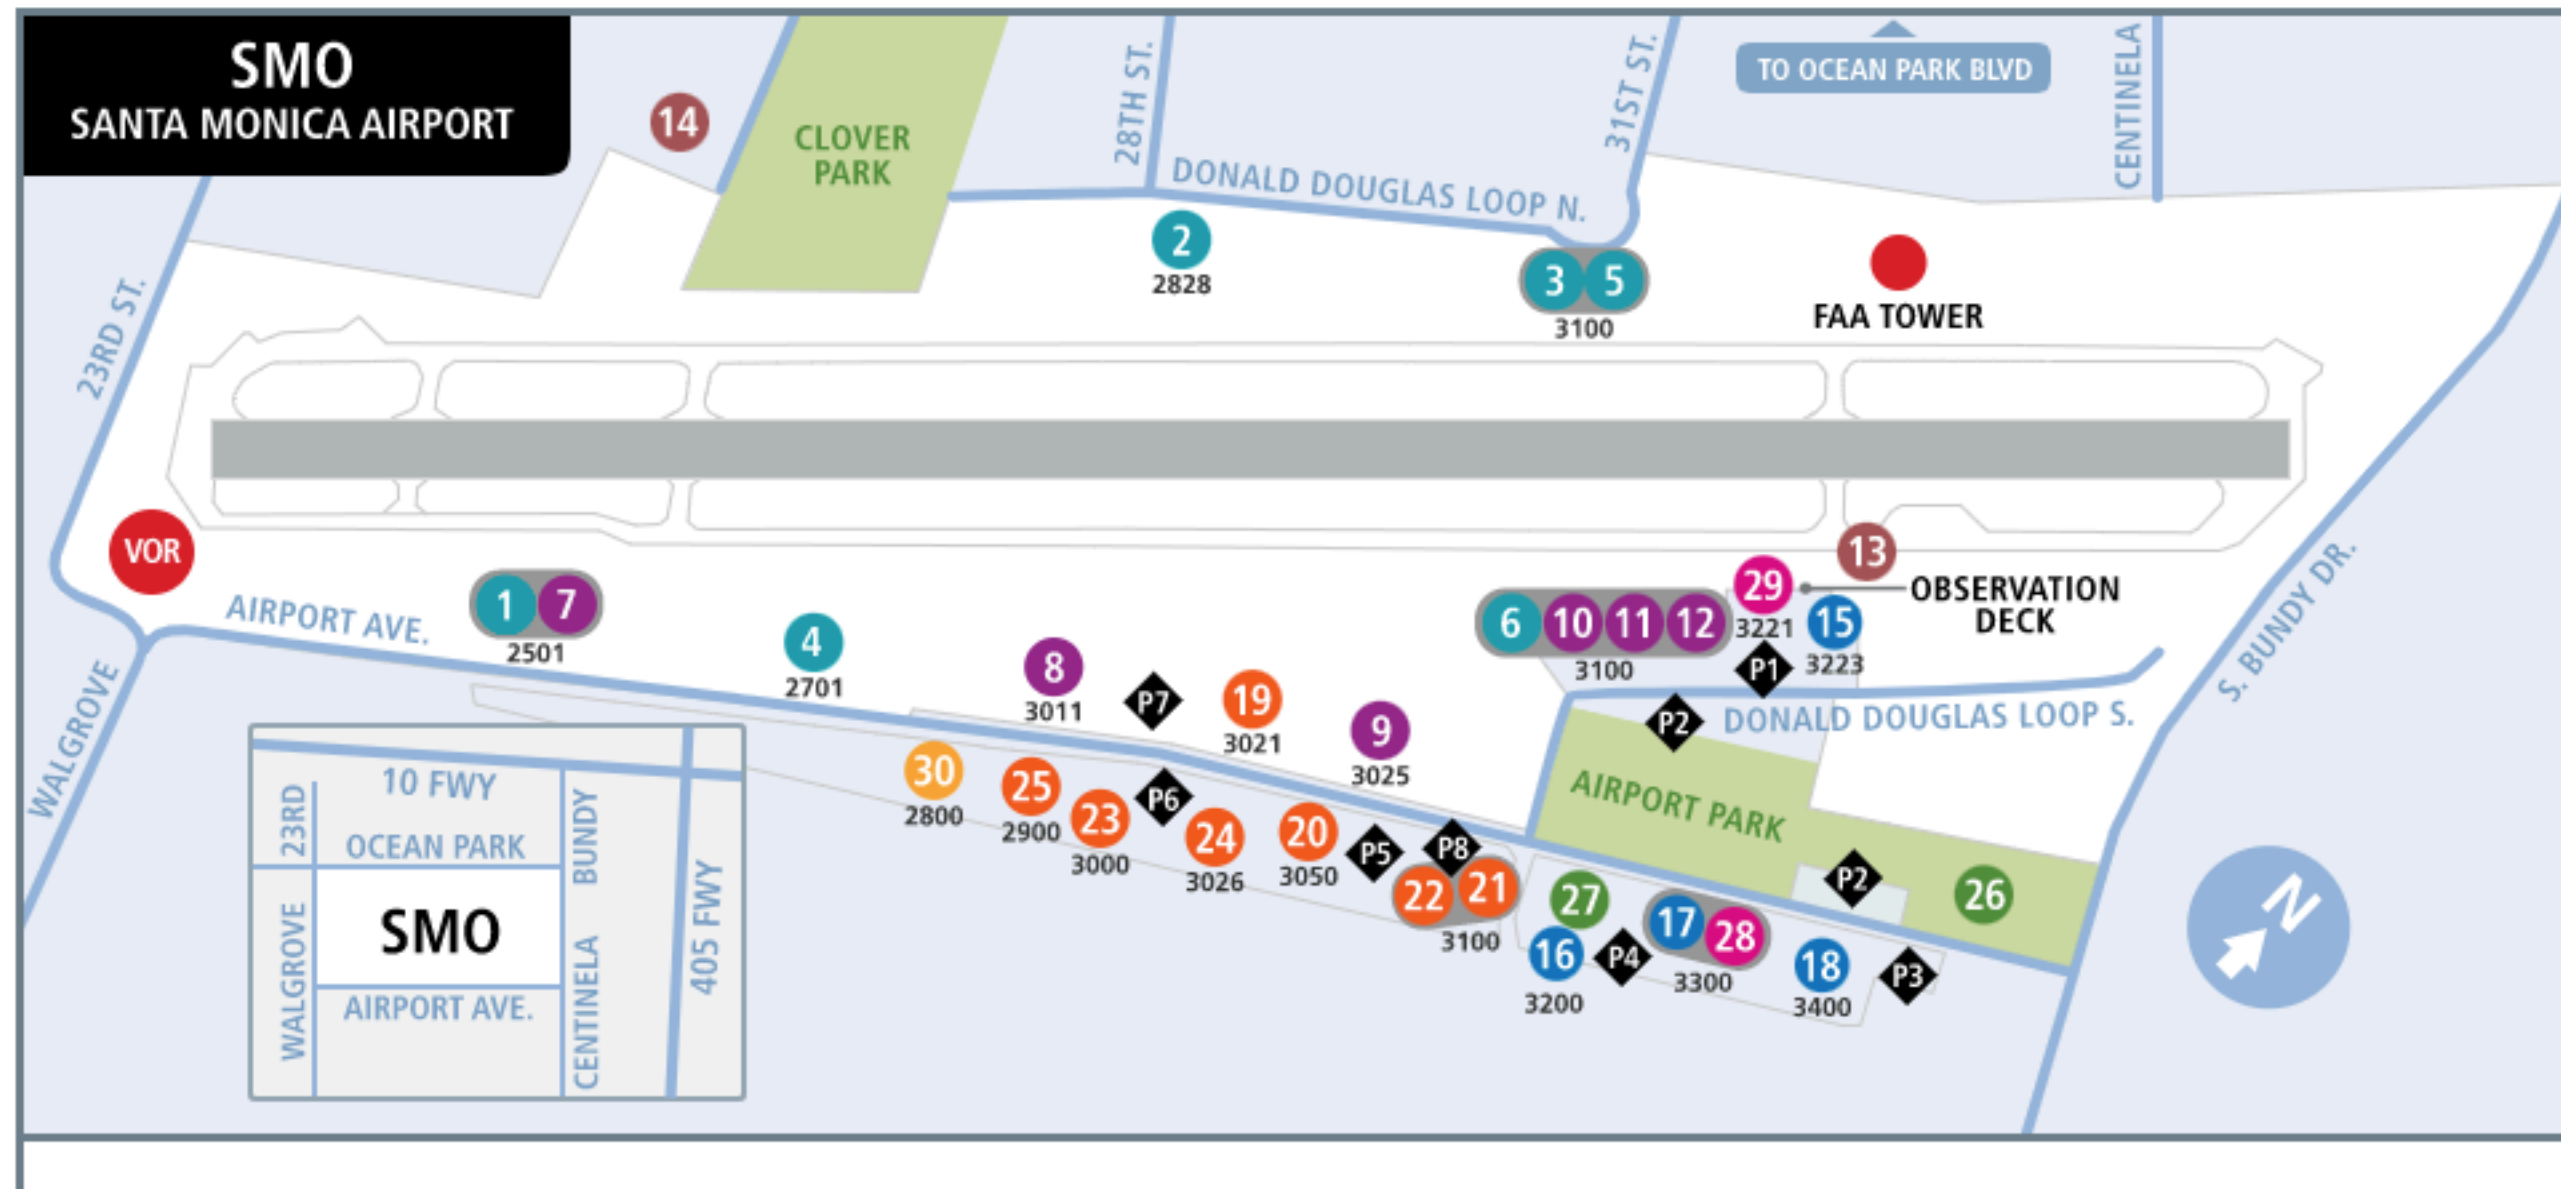 SMO
SANTA MONICA AIRPORT
14
CLOVER
PARK
28TH ST.
31ST ST.
TO OCEAN PARK BLVD
CENTINELA
DONALD DOUGLAS LOOP N.
2
2828
3 5
3100
FAA TOWER
23RD ST.
VOR
AIRPORT AVE.
1 7
2501
4
2701
8
3011
P7
19
3021
9
3025
6 10 11 12
3100
29
3221
P1
13
OBSERVATION
DECK
15
3223
S. BUNDY DR.
P2
DONALD DOUGLAS LOOP S.
AIRPORT PARK
WALGROVE
30
2800
25
2900
23
3000
P6
24
3026
20
3050
P5
P8
22 21
3100
27
16
3200
P4
17 28
3300
18
3400
P3
P2
26
N
10 FWY
23RD
OCEAN PARK
BUNDY
SMO
WALGROVE
AIRPORT AVE.
CENTINELA
405 FWY